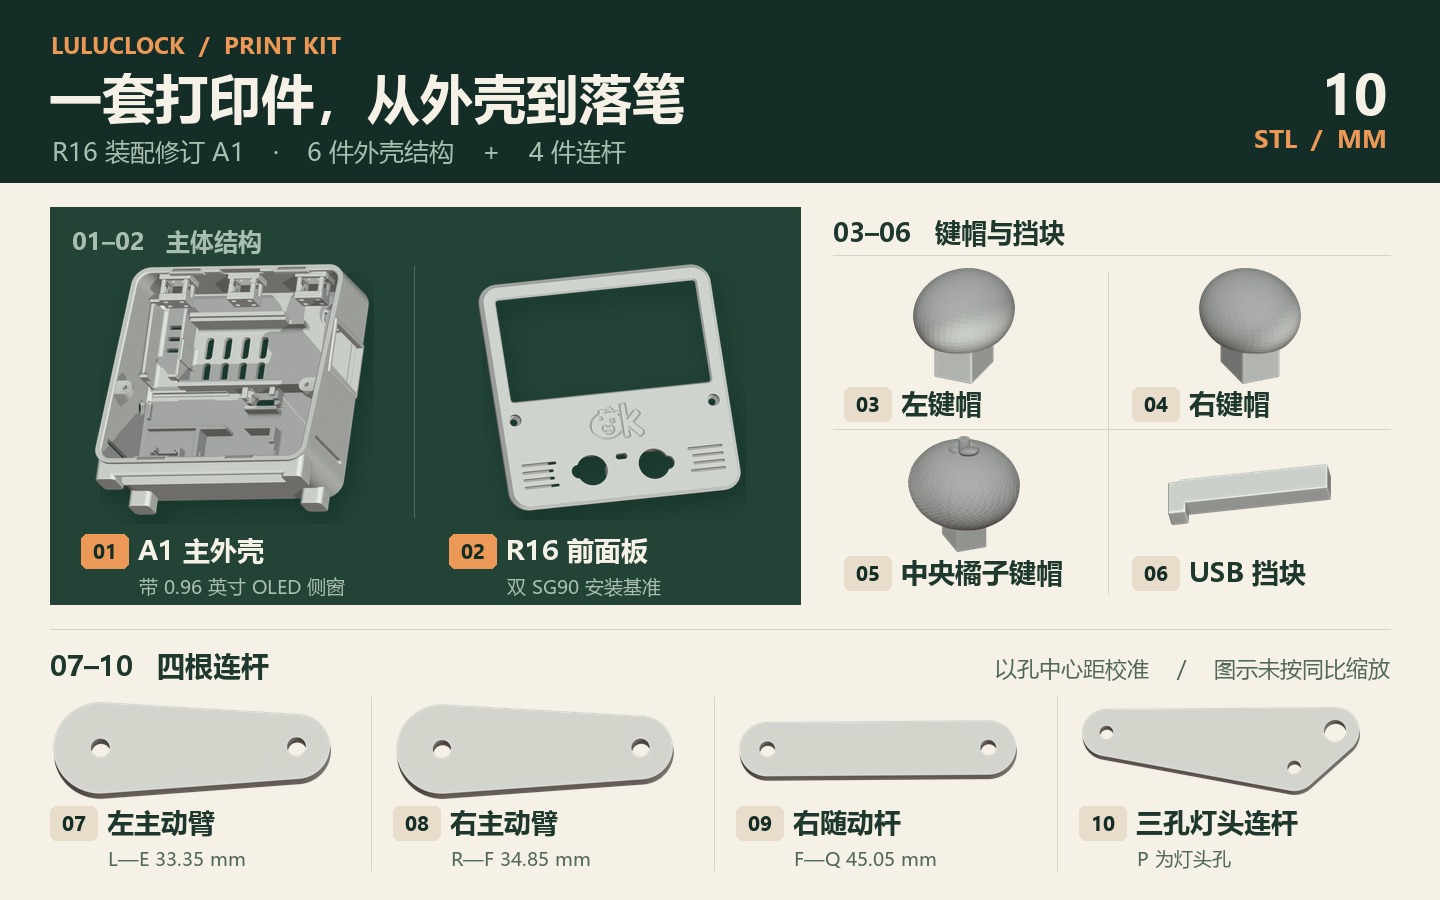 LULUCLOCK / PRINT KIT
一套打印件，从外壳到落笔
R16 装配修订 A1 · 6 件外壳结构 + 4 件连杆
10
STL / MM
01–02 主体结构
01 A1 主外壳
带 0.96 英寸 OLED 侧窗
02 R16 前面板
双 SG90 安装基准
03–06 键帽与挡块
03 左键帽
04 右键帽
05 中央橘子键帽
06 USB 挡块
07–10 四根连杆
以孔中心距校准 / 图示未按同比缩放
07 左主动臂
L—E 33.35 mm
08 右主动臂
R—F 34.85 mm
09 右随动杆
F—Q 45.05 mm
10 三孔灯头连杆
P 为灯头孔